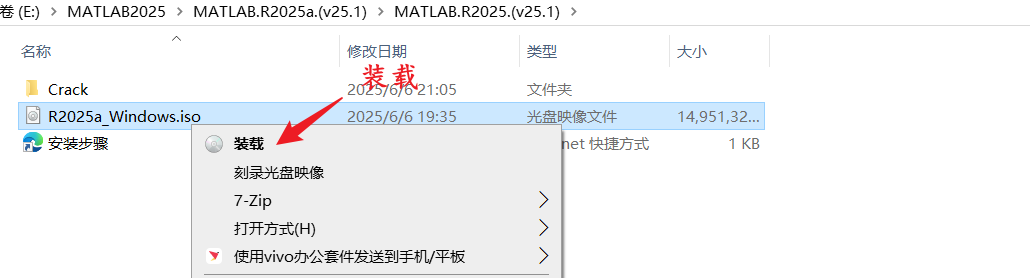 卷 (E:) > MATLAB2025 > MATLAB.R2025a.(v25.1) > MATLAB.R2025.(v25.1) >
名称 修改日期 类型 大小
装载
Crack 2025/6/6 21:05 文件夹
R2025a_Windows.iso 2025/6/6 19:35 光盘映像文件 14,951,32...
安装步骤 net 快捷方式 1 KB
装载
刻录光盘映像
7-Zip
打开方式(H)
使用vivo办公套件发送到手机/平板